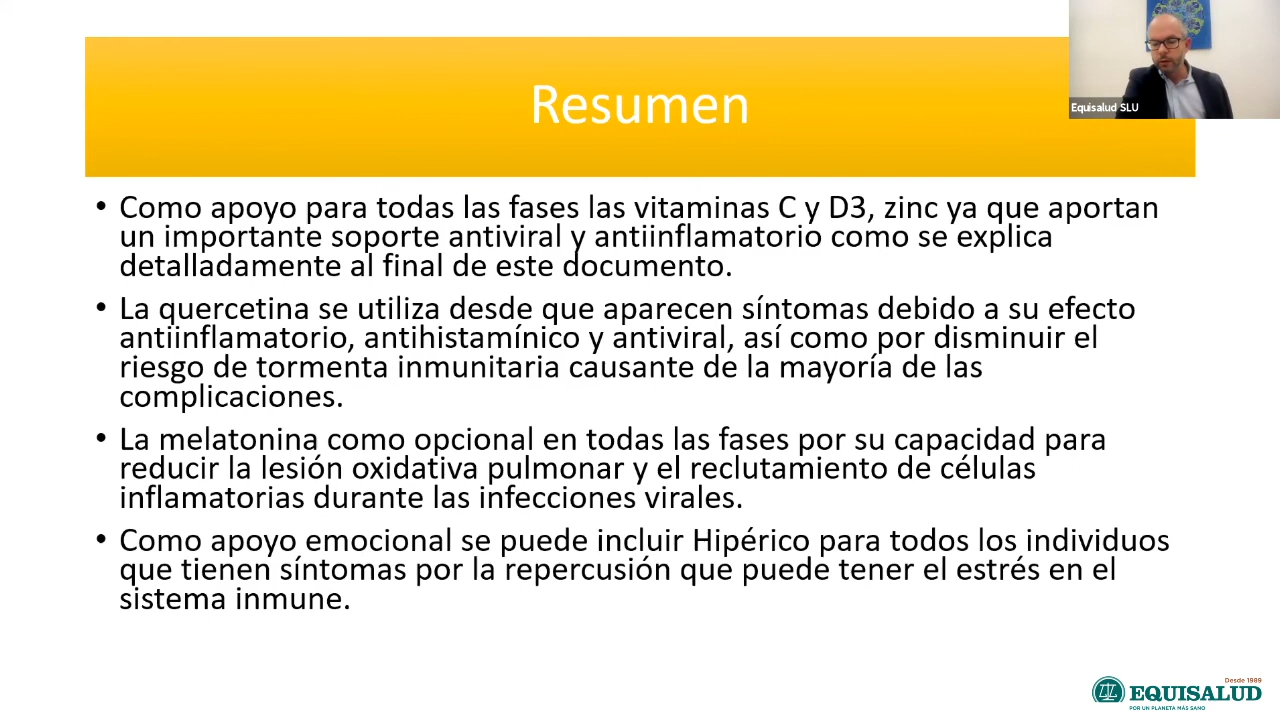 Resumen
Equisalud SLU
• Como apoyo para todas las fases las vitaminas C y D3, zinc ya que aportan
un importante soporte antiviral y antiinflamatorio como se explica
detalladamente al final de este documento.
• La quercetina se utiliza desde que aparecen síntomas debido a su efecto
antiinflamatorio, antihistamínico y antiviral, así como por disminuir el
riesgo de tormenta inmunitaria causante de la mayoría de las
complicaciones.
• La melatonina como opcional en todas las fases por su capacidad para
reducir la lesión oxidativa pulmonar y el reclutamiento de células
inflamatorias durante las infecciones virales.
• Como apoyo emocional se puede incluir Hipérico para todos los individuos
que tienen síntomas por la repercusión que puede tener el estrés en el
sistema inmune.
Desde 1989
EQUISALUD
POR UN PLANETA MÁS SANO